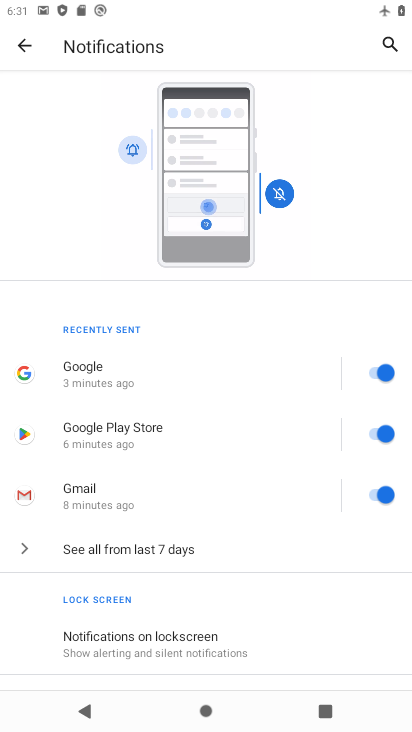 6:31
Notifications
RECENTLY SENT
Google
3 minutes ago
Google Play Store
6 minutes ago
Gmail
8 minutes ago
See all from last 7 days
LOCK SCREEN
Notifications on lockscreen
Show alerting and silent notifications